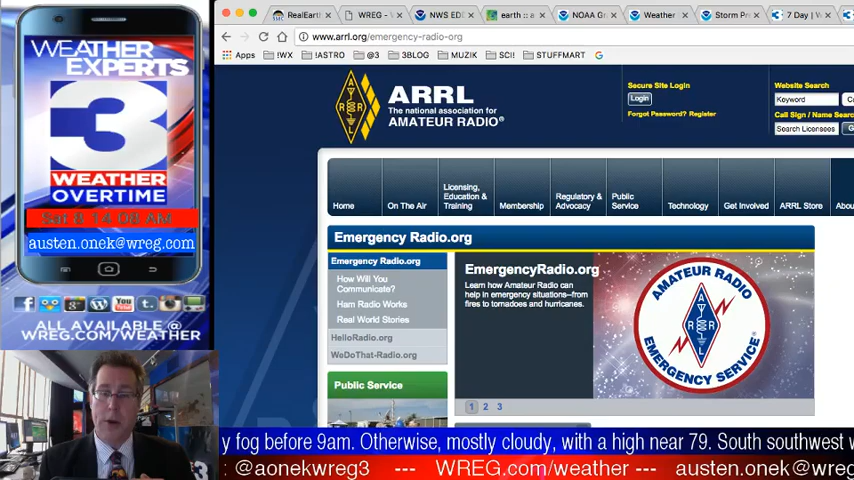 WEATHER
EXPERTS
3
WEATHER
OVERTIME
Sat 8:14:08 AM
austen.onek@wreg.com
ALL AVAILABLE @
WREG.COM/WEATHER
RealEarth
WREG -
NWS ED
earth ::
NOAA Gr
Weather
Storm Pr
7 Day | W
www.arrl.org/emergency-radio-org
Apps
!WX
!ASTRO
@3
3BLOG
MUZIK
SCI!
STUFFMART
ARRL
The national association for
AMATEUR RADIO®
Secure Site Login
Login
Forgot Password? Register
Website Search
Keyword
Call Sign / Name Sear
Search Licensees
Home
On The Air
Licensing,
Education &
Training
Membership
Regulatory &
Advocacy
Public
Service
Technology
Get Involved
ARRL Store
Abou
Emergency Radio.org
Emergency Radio.org
How Will You
Communicate?
Ham Radio Works
Real World Stories
HelloRadio.org
WeDoThat-Radio.org
Public Service
EmergencyRadio.org
Learn how Amateur Radio can
help in emergency situations--from
fires to tornadoes and hurricanes.
AMATEUR RADIO
A
R R
L
EMERGENCY SERVICE
1 2 3
y fog before 9am. Otherwise, mostly cloudy, with a high near 79. South southwest w
: @aonekwreg3 --- WREG.com/weather --- austen.onek@wreg